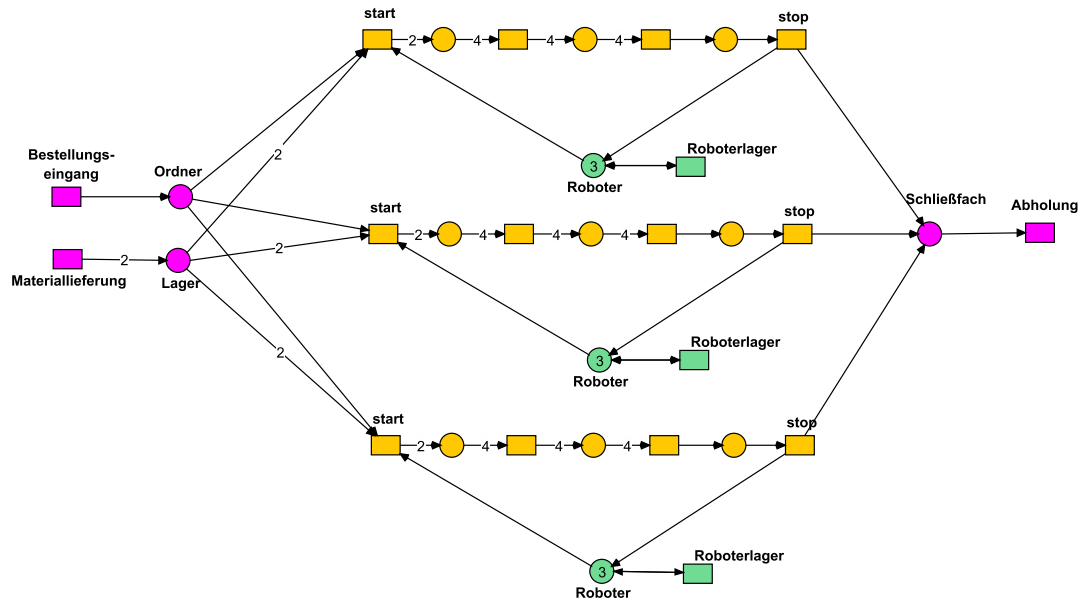 start
stop
2
4
4
4
2
3
Roboter
Roboterlager
Bestellungs-
eingang
Ordner
Materiallieferung
2
Lager
start
2
2
4
4
4
stop
Schließfach
Abholung
3
Roboter
Roboterlager
2
start
2
4
4
4
stop
3
Roboter
Roboterlager